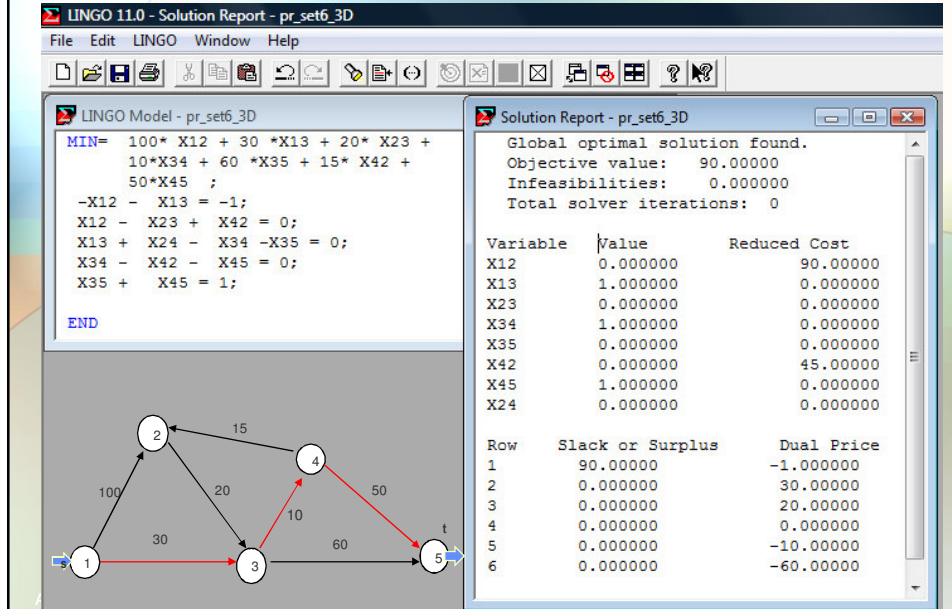 LINGO 11.0 - Solution Report - pr_set6_3D
File Edit LINGO Window Help
LINGO Model - pr_set6_3D
MIN= 100* X12 + 30 *X13 + 20* X23 +
10*X34 + 60 *X35 + 15* X42 +
50*X45 ;
-X12 - X13 = -1;
X12 - X23 + X42 = 0;
X13 + X24 - X34 -X35 = 0;
X34 - X42 - X45 = 0;
X35 + X45 = 1;
END
Solution Report - pr_set6_3D
Global optimal solution found.
Objective value: 90.00000
Infeasibilities: 0.000000
Total solver iterations: 0
Variable Value Reduced Cost
X12 0.000000 90.00000
X13 1.000000 0.000000
X23 0.000000 0.000000
X34 1.000000 0.000000
X35 0.000000 0.000000
X42 0.000000 45.00000
X45 1.000000 0.000000
X24 0.000000 0.000000
Row Slack or Surplus Dual Price
1 90.00000 -1.000000
2 0.000000 30.00000
3 0.000000 20.00000
4 0.000000 0.000000
5 0.000000 -10.00000
6 0.000000 -60.00000
2
15
4
100
20
50
10
t
30
60
s
1
3
5